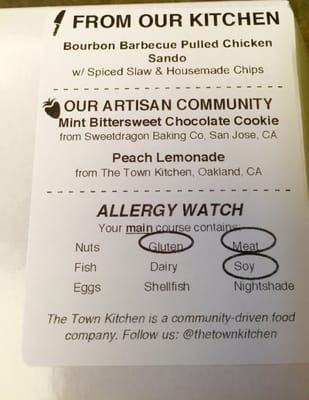 FROM OUR KITCHEN
Bourbon Barbecue Pulled Chicken
Sando
w/ Spiced Slaw & Housemade Chips
OUR ARTISAN COMMUNITY
Mint Bittersweet Chocolate Cookie
from Sweetdragon Baking Co, San Jose, CA
Peach Lemonade
from The Town Kitchen, Oakland, CA
ALLERGY WATCH
Your main course contains:
Nuts Gluten Meat
Fish Dairy Soy
Eggs Shellfish Nightshade
The Town Kitchen is a community-driven food
company. Follow us: @thetownkitchen